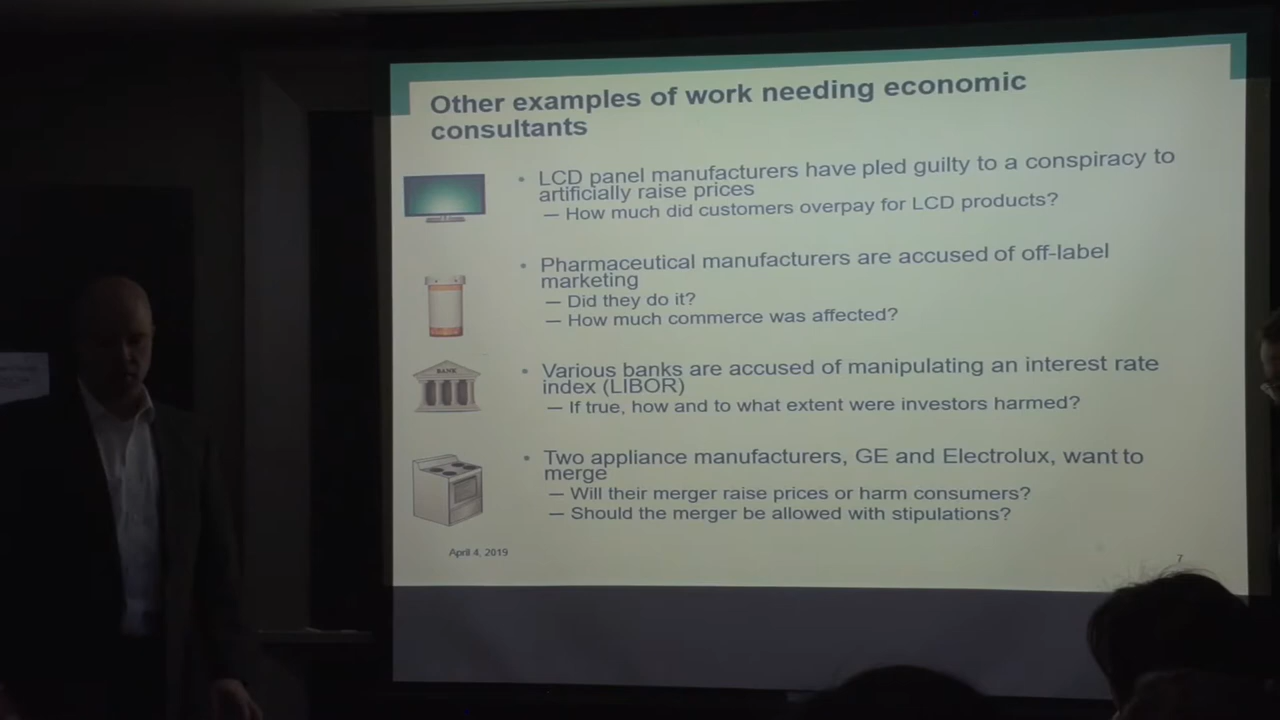 Other examples of work needing economic
consultants
• LCD panel manufacturers have pled guilty to a conspiracy to
artificially raise prices
— How much did customers overpay for LCD products?
• Pharmaceutical manufacturers are accused of off-label
marketing
— Did they do it?
— How much commerce was affected?
BANK
• Various banks are accused of manipulating an interest rate
index (LIBOR)
— If true, how and to what extent were investors harmed?
• Two appliance manufacturers, GE and Electrolux, want to
merge
— Will their merger raise prices or harm consumers?
— Should the merger be allowed with stipulations?
April 4, 2019
7